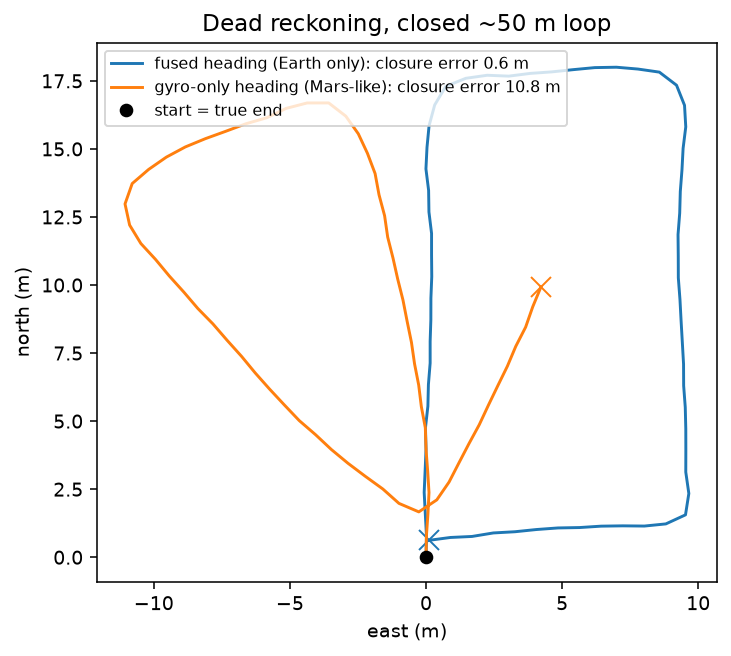 Dead reckoning, closed ~50 m loop
fused heading (Earth only): closure error 0.6 m
gyro-only heading (Mars-like): closure error 10.8 m
start = true end
17.5
15.0
12.5
10.0
7.5
5.0
2.5
0.0
north (m)
−10
−5
0
5
10
east (m)